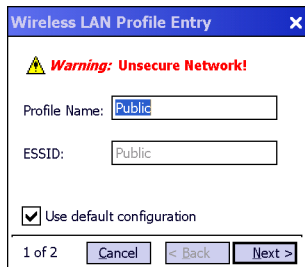 Wireless LAN Profile Entry
Warning: Unsecure Network!
Profile Name: Public
ESSID: Public
Use default configuration
1 of 2 Cancel < Back Next >